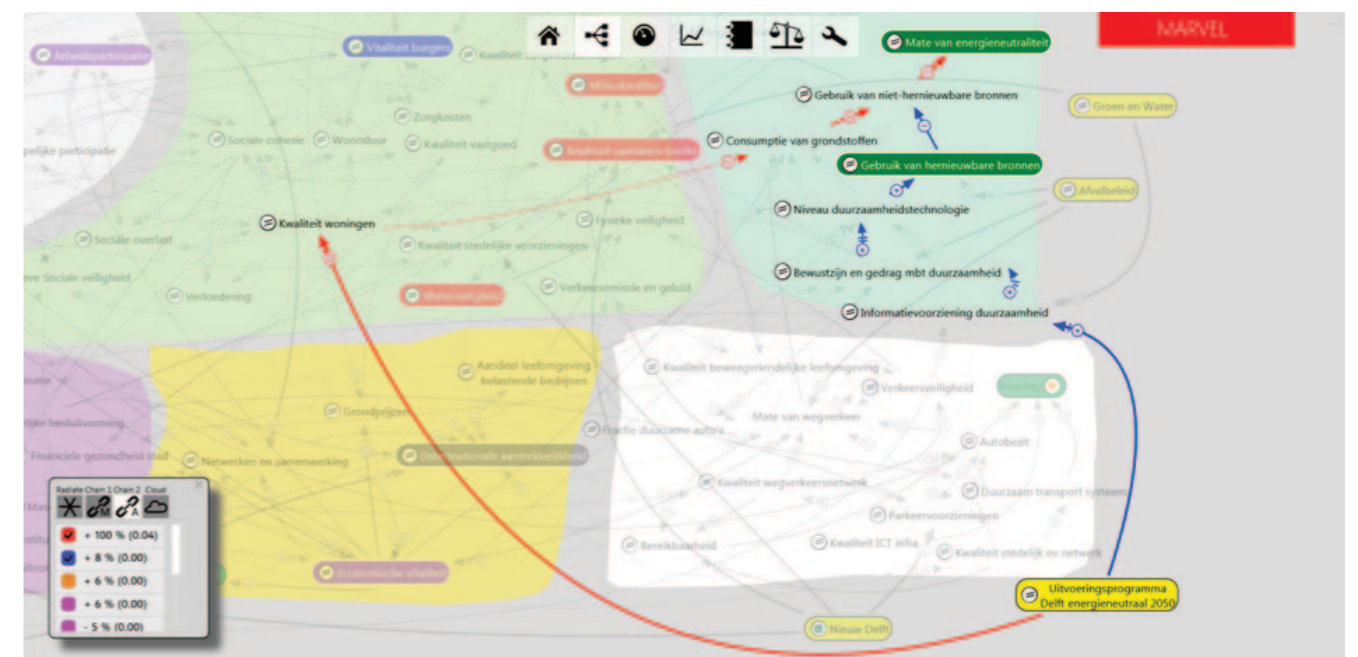 MARVEL
Mate van energieneutraliteit
Arbeidsparticipatie
Vitaliteit burgers
Gebruik van niet-hernieuwbare bronnen
Groen en Water
Zorgkosten
Sociale cohesie
Woonduur
Kwaliteit vastgoed
Consumptie van grondstoffen
pelijke participatie
Gebruik van hernieuwbare bronnen
Afvalbeleid
Niveau duurzaamheidstechnologie
Kwaliteit woningen
Fysieke veiligheid
Sociale overlast
Kwaliteit stedelijke voorzieningen
eve Sociale veiligheid
Bewustzijn en gedrag mbt duurzaamheid
Verloedering
Verkeersemissie en geluid
Informatievoorziening duurzaamheid
Aandeel leefomgeving
belastende bedrijven
Kwaliteit beweegvriendelijke leefomgeving
Verkeersveiligheid
Grondprijzen
Mate van wegverkeer
lijke besluitvorming
Fractie duurzame auto's
Autobezit
Financiele gezondheid stad
Netwerken en samenwerking
(Inter)nationale aantrekkelijkheid
Kwaliteit wegverkeersnetwerk
Duurzaam transport systeem
Parkeervoorzieningen
Bereikbaarheid
Kwaliteit ICT infra
Kwaliteit stedelijk ov netwerk
Economische vitaliteit
Uitvoeringsprogramma
Delft energieneutraal 2050
Nieuw Delft
Radiate Chain 1 Chain 2 Cloud
M
A
+ 100 % (0.04)
+ 8 % (0.00)
+ 6 % (0.00)
+ 6 % (0.00)
- 5 % (0.00)